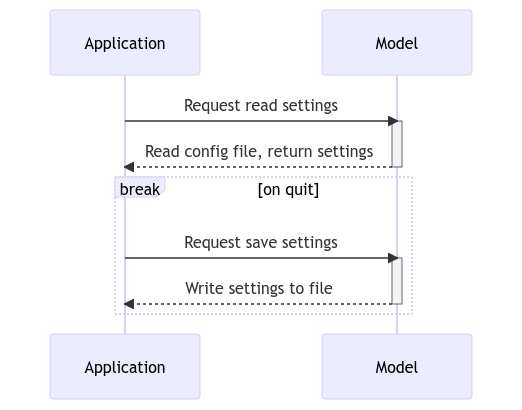 Application
Model
Request read settings
Read config file, return settings
break
[on quit]
Request save settings
Write settings to file
Application
Model